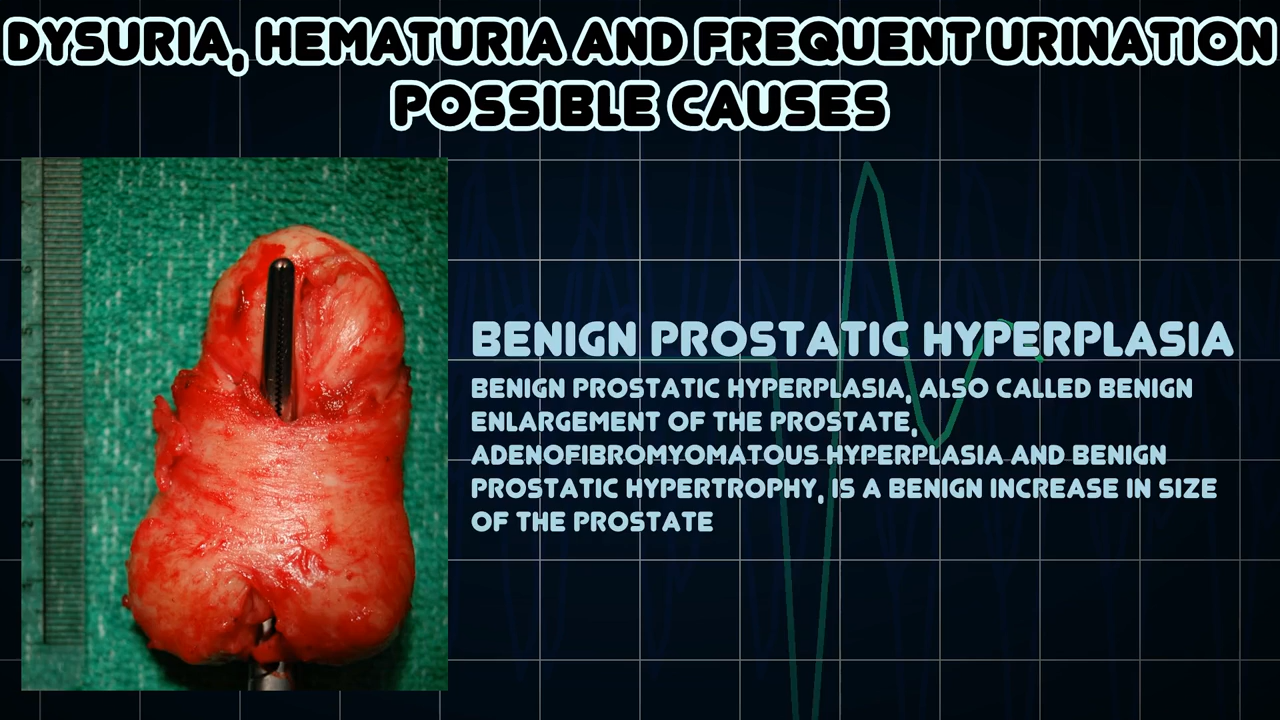 DYSURIA, HEMATURIA AND FREQUENT URINATION
POSSIBLE CAUSES
BENIGN PROSTATIC HYPERPLASIA
BENIGN PROSTATIC HYPERPLASIA, ALSO CALLED BENIGN
ENLARGEMENT OF THE PROSTATE,
ADENOFIBROMYOMATOUS HYPERPLASIA AND BENIGN
PROSTATIC HYPERTROPHY, IS A BENIGN INCREASE IN SIZE
OF THE PROSTATE